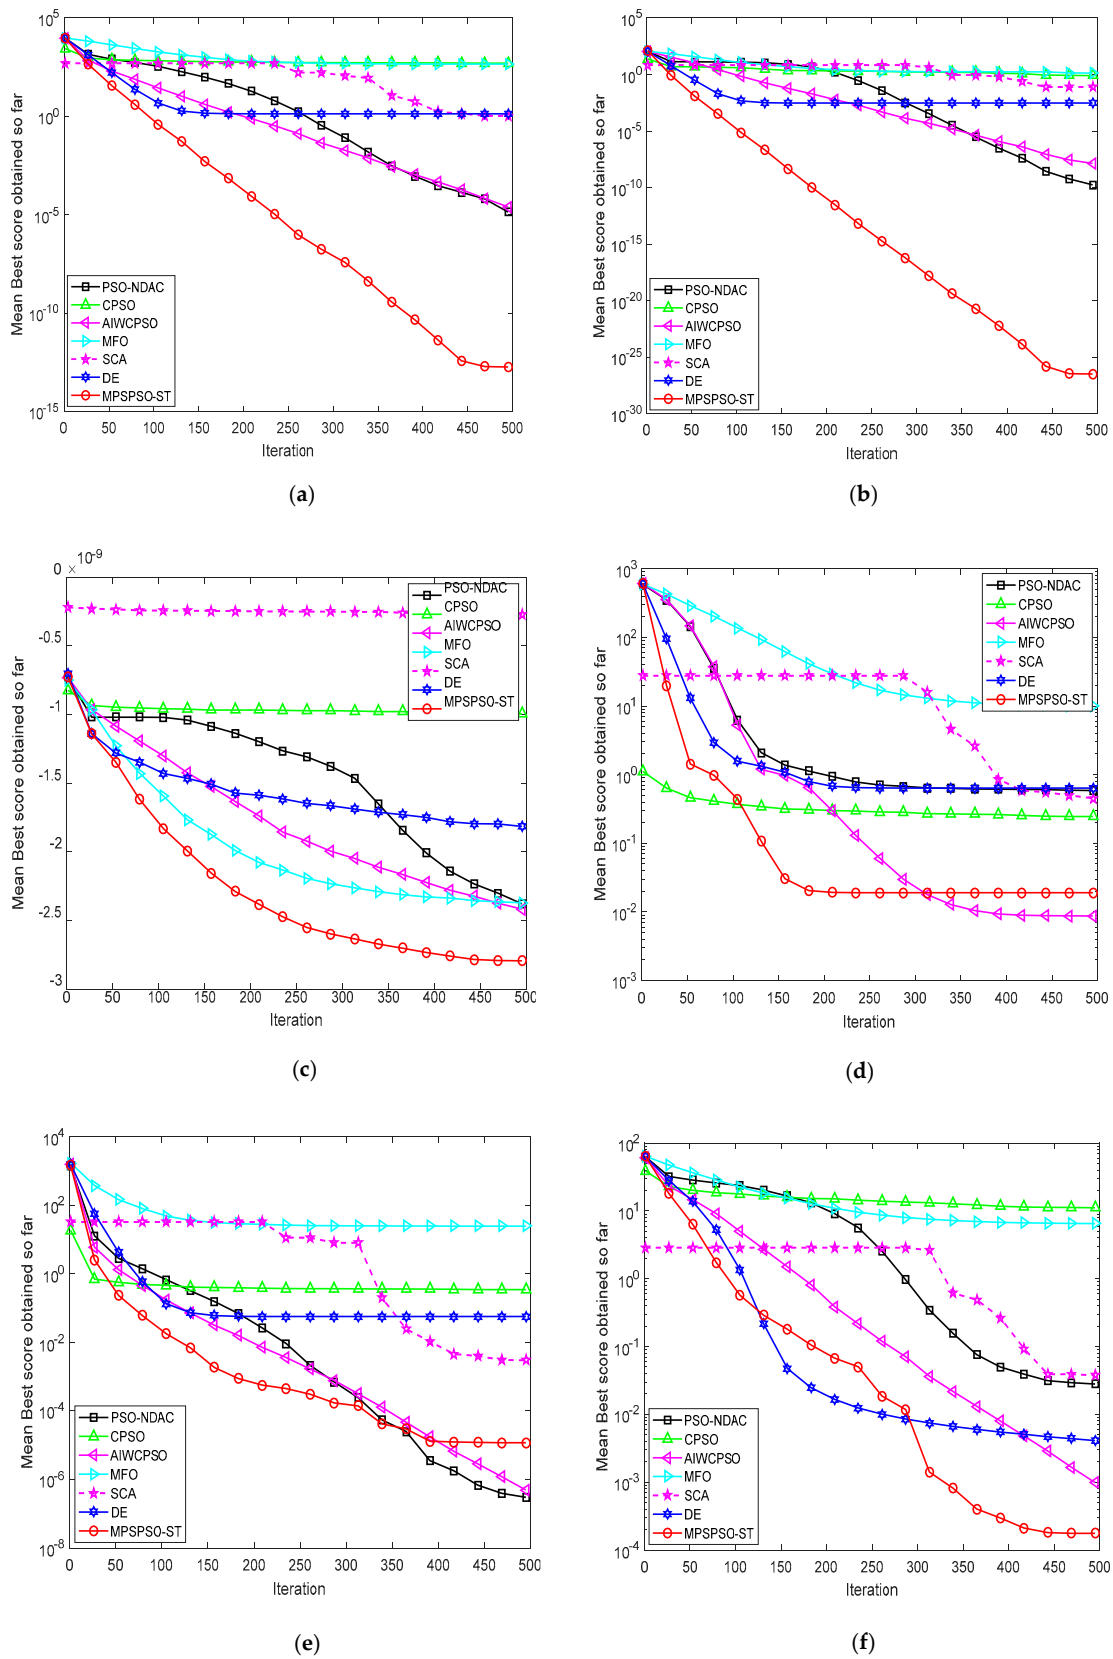 10^5
10^0
10^-5
10^-10
10^-15
Mean Best score obtained so far
PSO-NDAC
CPSO
AIWCPSO
MFO
SCA
DE
MPSPSO-ST
0 50 100 150 200 250 300 350 400 450 500
Iteration
(a)
10^5
10^0
10^-5
10^-10
10^-15
10^-20
10^-25
10^-30
Mean Best score obtained so far
PSO-NDAC
CPSO
AIWCPSO
MFO
SCA
DE
MPSPSO-ST
0 50 100 150 200 250 300 350 400 450 500
Iteration
(b)
0 ×10^-9
-0.5
-1
-1.5
-2
-2.5
-3
Mean Best score obtained so far
PSO-NDAC
CPSO
AIWCPSO
MFO
SCA
DE
MPSPSO-ST
0 50 100 150 200 250 300 350 400 450 500
Iteration
(c)
10^3
10^2
10^1
10^0
10^-1
10^-2
10^-3
Mean Best score obtained so far
PSO-NDAC
CPSO
AIWCPSO
MFO
SCA
DE
MPSPSO-ST
0 50 100 150 200 250 300 350 400 450 500
Iteration
(d)
10^4
10^2
10^0
10^-2
10^-4
10^-6
10^-8
Mean Best score obtained so far
PSO-NDAC
CPSO
AIWCPSO
MFO
SCA
DE
MPSPSO-ST
0 50 100 150 200 250 300 350 400 450 500
Iteration
(e)
10^2
10^1
10^0
10^-1
10^-2
10^-3
10^-4
Mean Best score obtained so far
PSO-NDAC
CPSO
AIWCPSO
MFO
SCA
DE
MPSPSO-ST
0 50 100 150 200 250 300 350 400 450 500
Iteration
(f)